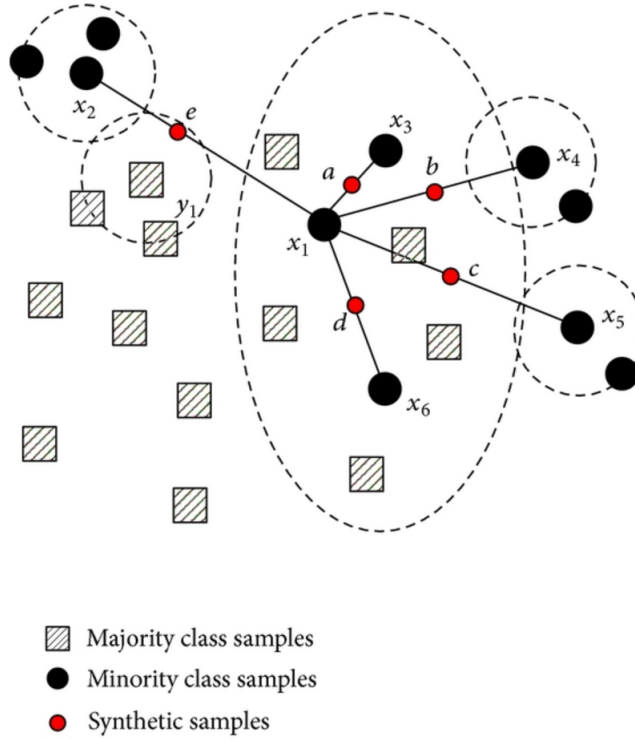 x2
e
x3
a
b
x4
y1
x1
c
d
x5
x6
Majority class samples
Minority class samples
Synthetic samples